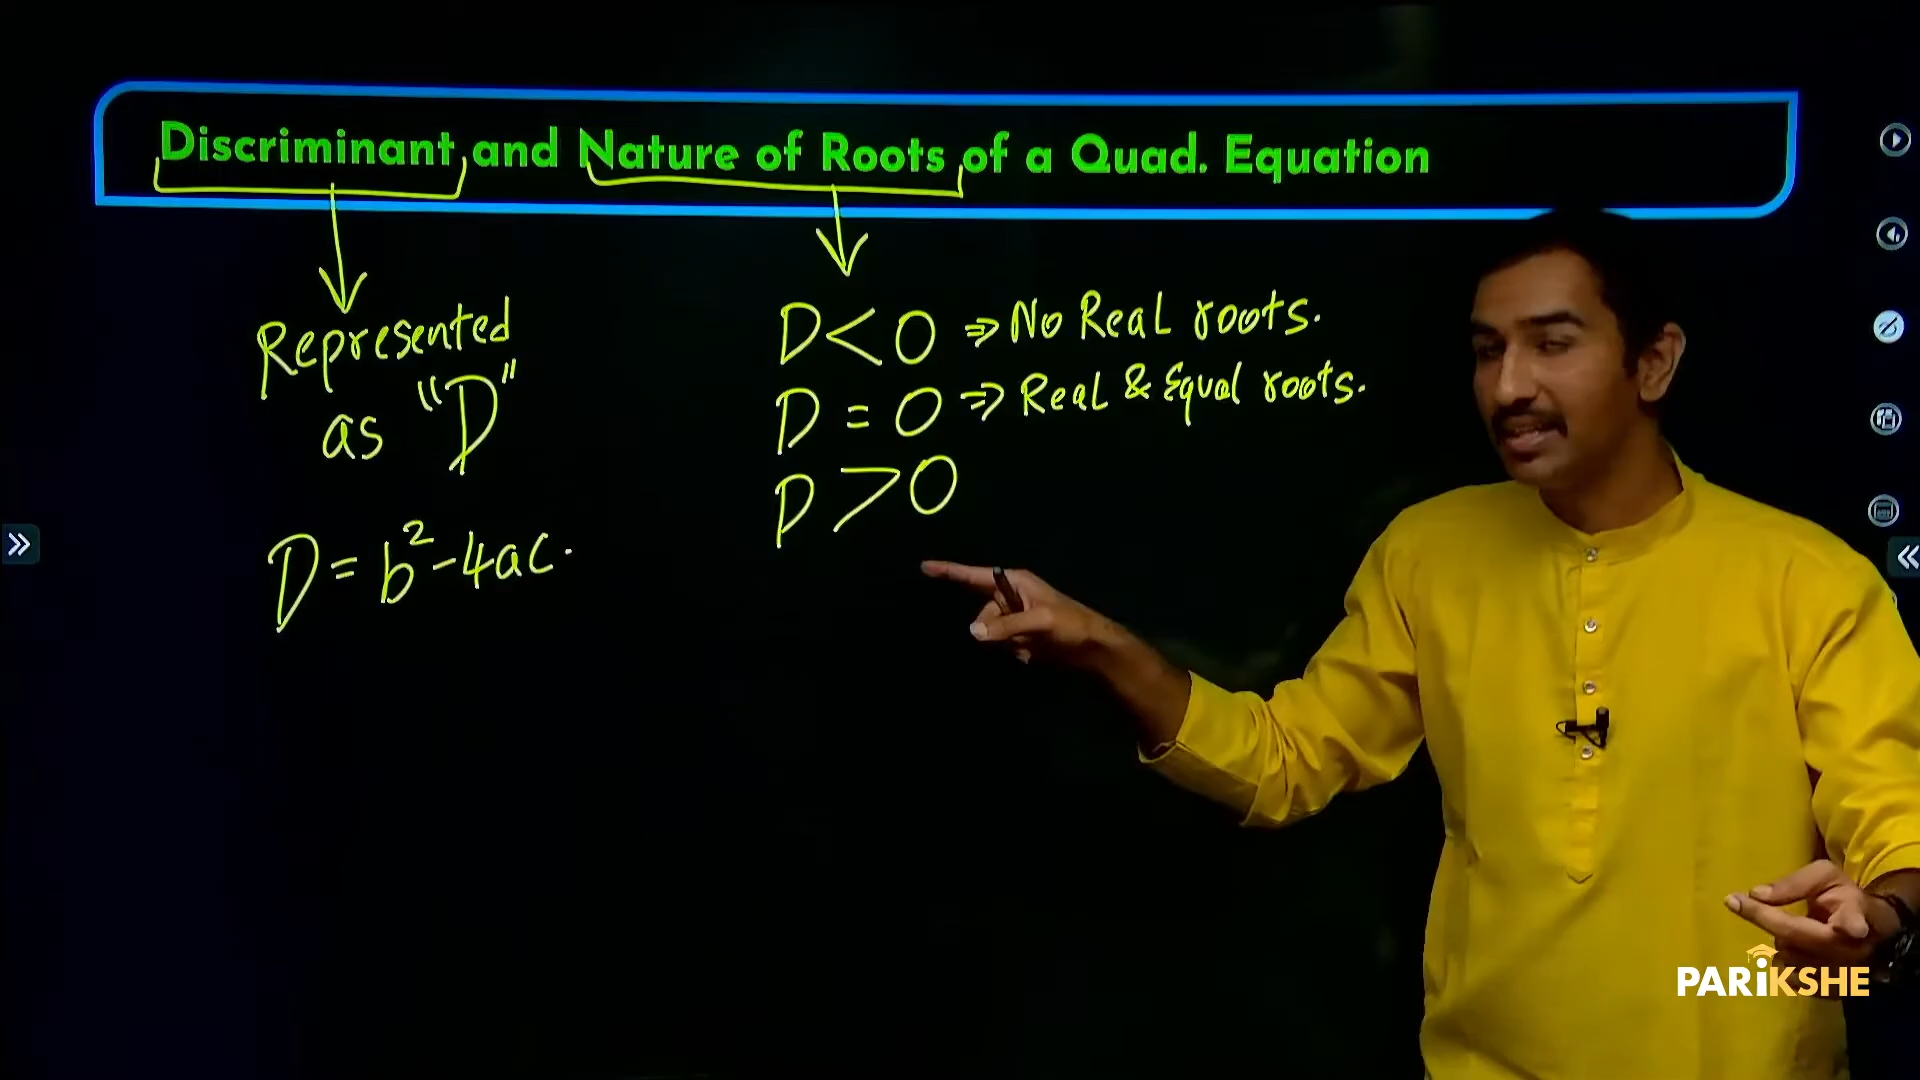 Discriminant and Nature of Roots of a Quad. Equation
Represented
as "D"
D = b²-4ac.
D<0 ⇒ No Real roots.
D = 0 ⇒ Real & Equal roots.
D >0
PARiKSHE